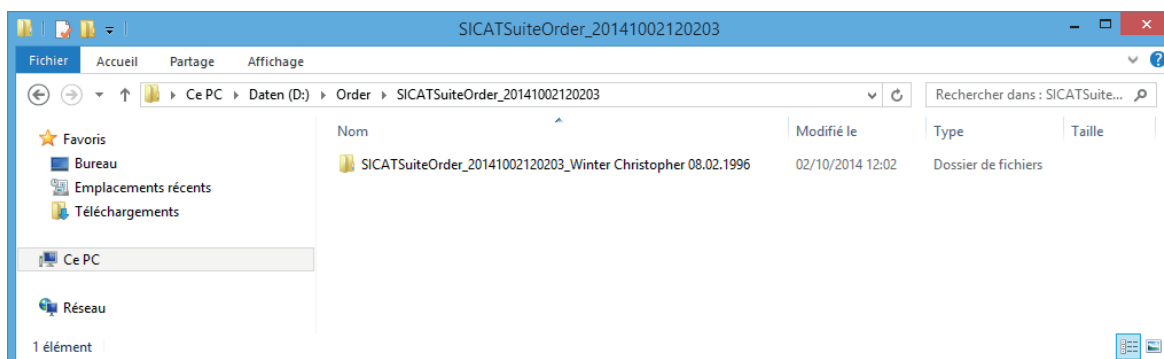 SICATSuiteOrder_20141002120203
Fichier Accueil Partage Affichage
Ce PC Daten (D:) Order SICATSuiteOrder_20141002120203
Rechercher dans : SICATSuite...
Favoris
Bureau
Emplacements récents
Téléchargements
Ce PC
Réseau
Nom Modifié le Type Taille
SICATSuiteOrder_20141002120203_Winter Christopher 08.02.1996 02/10/2014 12:02 Dossier de fichiers
1 élément